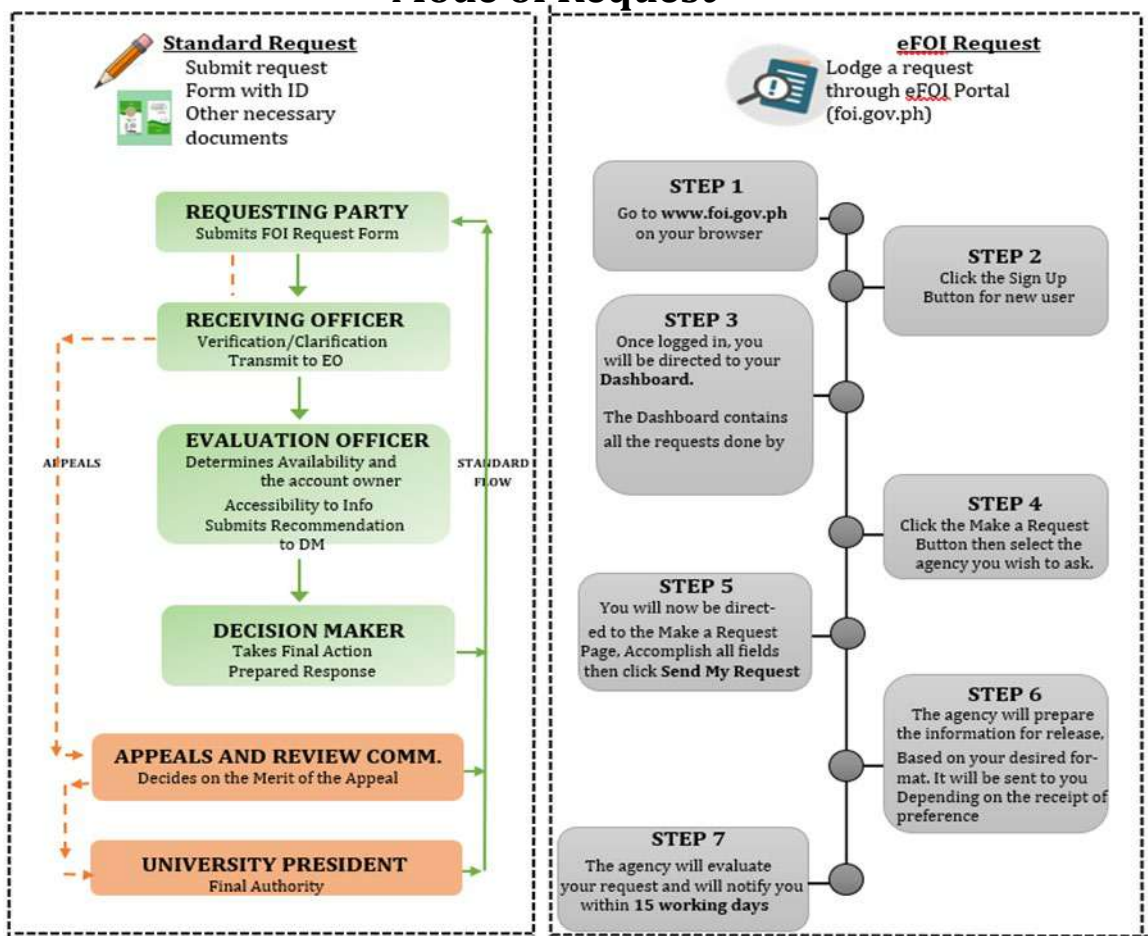 Mode of Request
Standard Request
Submit request
Form with ID
Other necessary
documents
REQUESTING PARTY
Submits FOI Request Form
RECEIVING OFFICER
Verification/Clarification
Transmit to EO
EVALUATION OFFICER
Determines Availability and
the account owner
Accessibility to Info
Submits Recommendation
to DM
APPEALS
STANDARD
FLOW
DECISION MAKER
Takes Final Action
Prepared Response
APPEALS AND REVIEW COMM.
Decides on the Merit of the Appeal
UNIVERSITY PRESIDENT
Final Authority
eFOI Request
Lodge a request
through eFOI Portal
(foi.gov.ph)
STEP 1
Go to www.foi.gov.ph
on your browser
STEP 2
Click the Sign Up
Button for new user
STEP 3
Once logged in, you
will be directed to your
Dashboard.
The Dashboard contains
all the requests done by
STEP 4
Click the Make a Request
Button then select the
agency you wish to ask.
STEP 5
You will now be direct-
ed to the Make a Request
Page, Accomplish all fields
then click Send My Request
STEP 6
The agency will prepare
the information for release,
Based on your desired for-
mat. It will be sent to you
Depending on the receipt of
preference
STEP 7
The agency will evaluate
your request and will notify you
within 15 working days